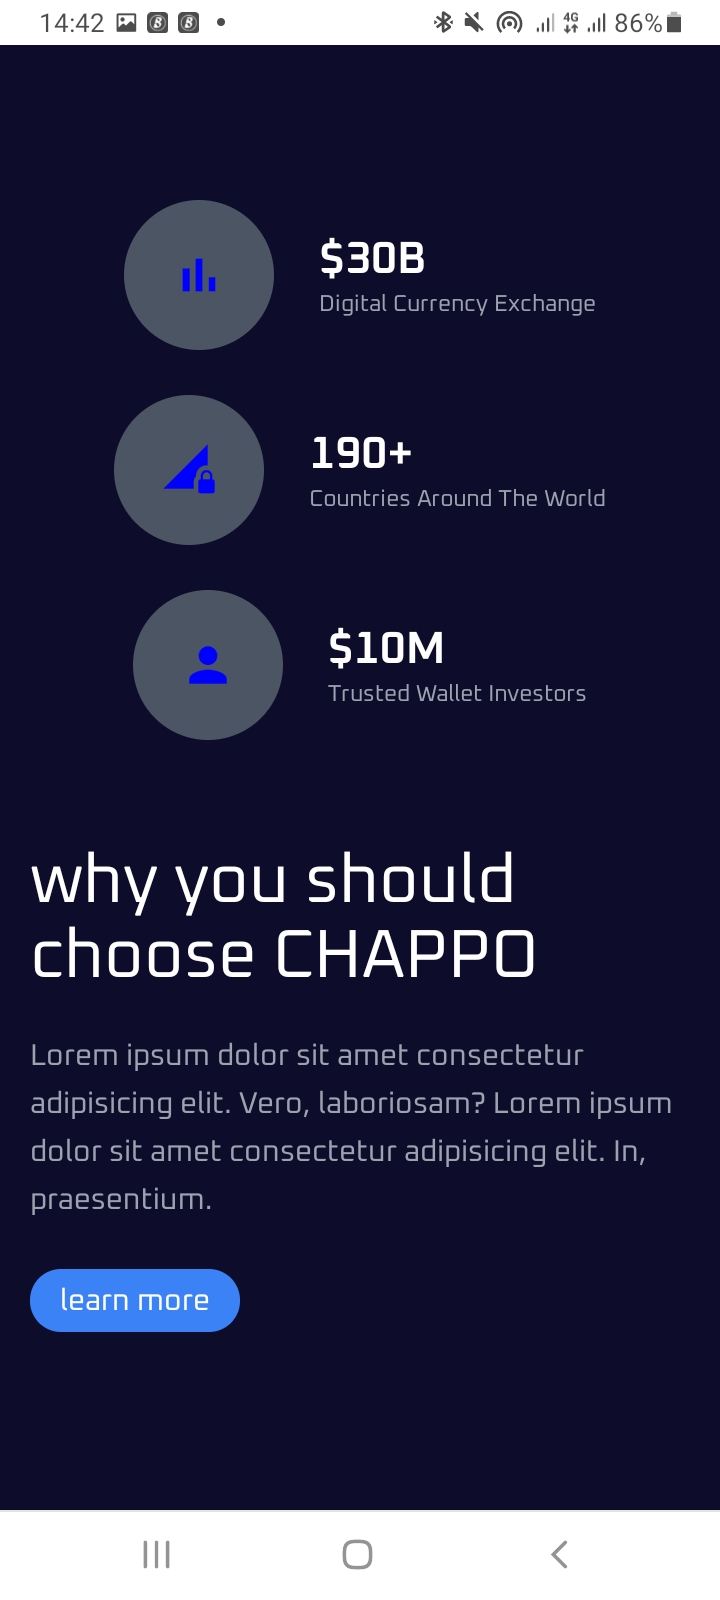 14:42
4G
86%
$30B
Digital Currency Exchange
190+
Countries Around The World
$10M
Trusted Wallet Investors
why you should
choose CHAPPO
Lorem ipsum dolor sit amet consectetur
adipisicing elit. Vero, laboriosam? Lorem ipsum
dolor sit amet consectetur adipisicing elit. In,
praesentium.
learn more